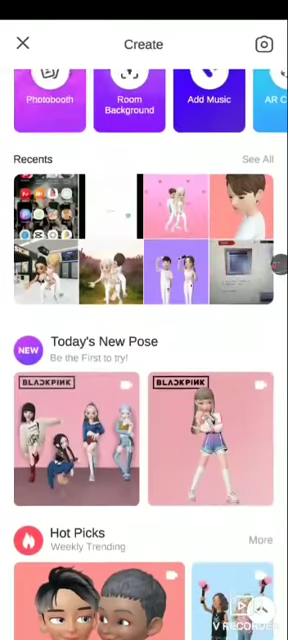 Create
Photobooth
Room
Background
Add Music
AR C
Recents
See All
NEW
Today's New Pose
Be the First to try!
BLACKPINK
BLACKPINK
Hot Picks
Weekly Trending
More
V RECORDER